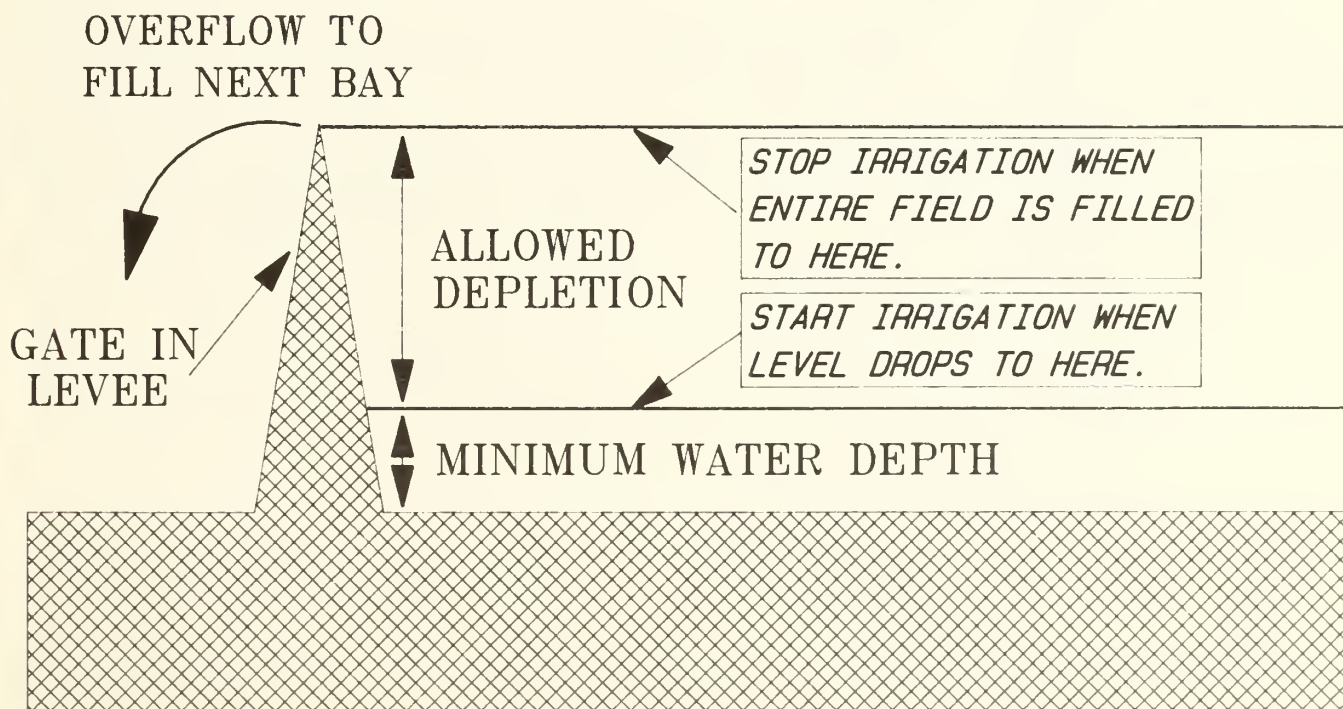 OVERFLOW TO
FILL NEXT BAY
STOP IRRIGATION WHEN
ENTIRE FIELD IS FILLED
TO HERE.
ALLOWED
DEPLETION
START IRRIGATION WHEN
LEVEL DROPS TO HERE.
GATE IN
LEVEE
MINIMUM WATER DEPTH